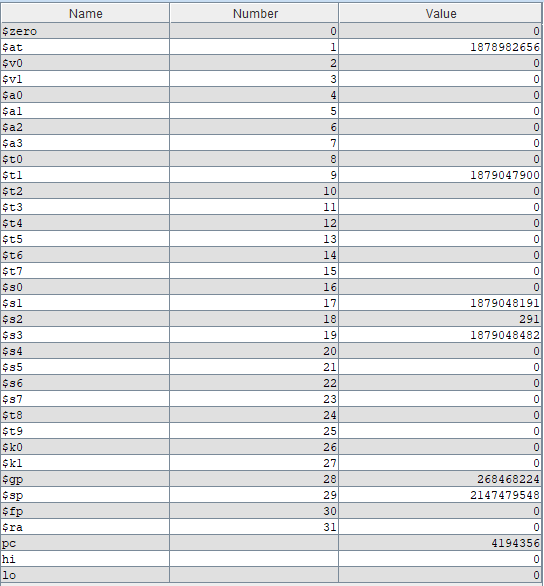 Name Number Value
$zero 0 0
$at 1 1878982656
$v0 2 0
$v1 3 0
$a0 4 0
$a1 5 0
$a2 6 0
$a3 7 0
$t0 8 0
$t1 9 1879047900
$t2 10 0
$t3 11 0
$t4 12 0
$t5 13 0
$t6 14 0
$t7 15 0
$s0 16 0
$s1 17 1879048191
$s2 18 291
$s3 19 1879048482
$s4 20 0
$s5 21 0
$s6 22 0
$s7 23 0
$t8 24 0
$t9 25 0
$k0 26 0
$k1 27 0
$gp 28 268468224
$sp 29 2147479548
$fp 30 0
$ra 31 0
pc 4194356
hi 0
lo 0